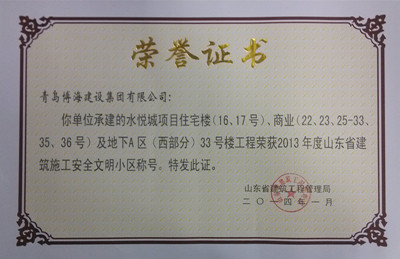 荣誉证书
青岛博海建设集团有限公司:
你单位承建的水悦城项目住宅楼(16、17号)、商业(22、23、25-33、
35、36号)及地下A区(西部分)33号楼工程荣获2013年度山东省建
筑施工安全文明小区称号。特发此证。
山东省建筑工程管理局
二〇一四年一月